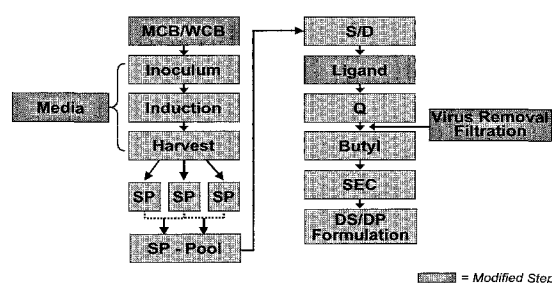 MCB/WCB
Inoculum
Media
Induction
Harvest
SP SP SP
SP - Pool
S/D
Ligand
Q
Virus Removal
Filtration
Butyl
SEC
DS/DP
Formulation
= Modified Step